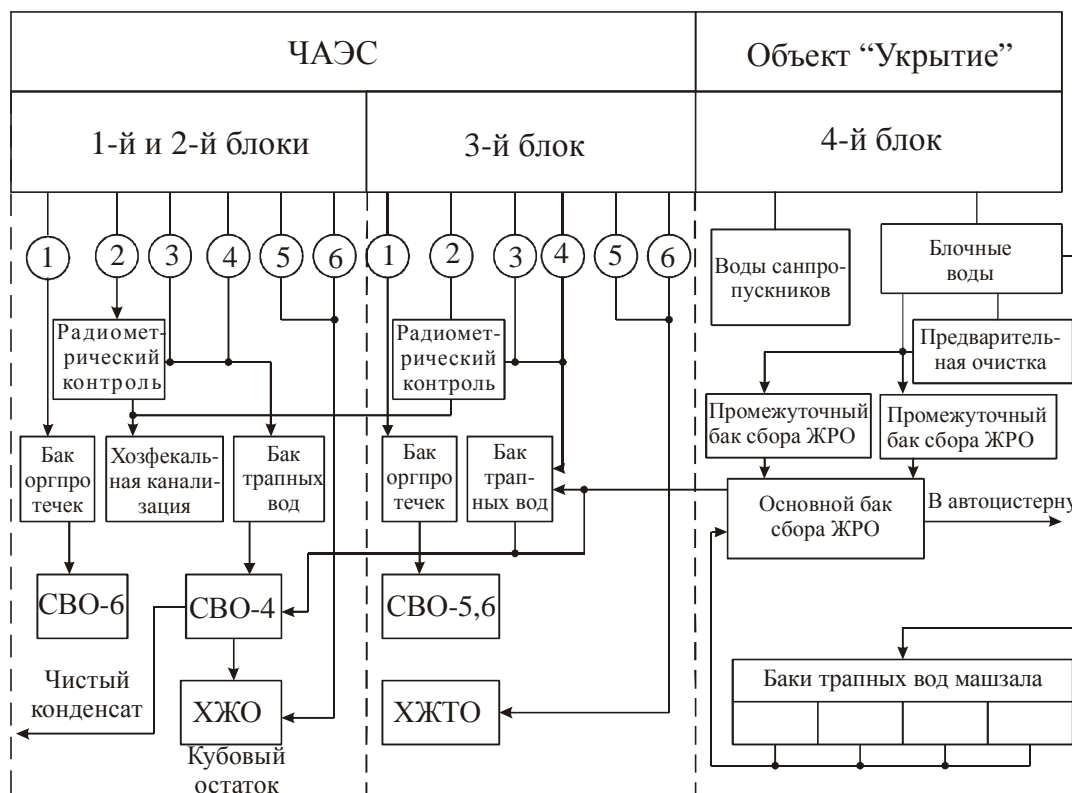 ЧАЭС
Объект “Укрытие”
1-й и 2-й блоки
3-й блок
4-й блок
1
2
3
4
5
6
1
2
3
4
5
6
Воды санпро-
пускников
Блочные
воды
Радиомет-
рический
контроль
Радиомет-
рический
контроль
Предваритель-
ная очистка
Промежуточный
бак сбора ЖРО
Промежуточный
бак сбора ЖРО
Бак
оргпро
течек
Хозфекаль-
ная канали-
зация
Бак
трапных
вод
Бак
оргпро
течек
Бак
трап-
ных вод
Основной бак
сбора ЖРО
В автоцистерну
СВО-6
СВО-4
СВО-5,6
Чистый
конденсат
ХЖО
Кубовый
остаток
ХЖТО
Баки трапных вод машзала